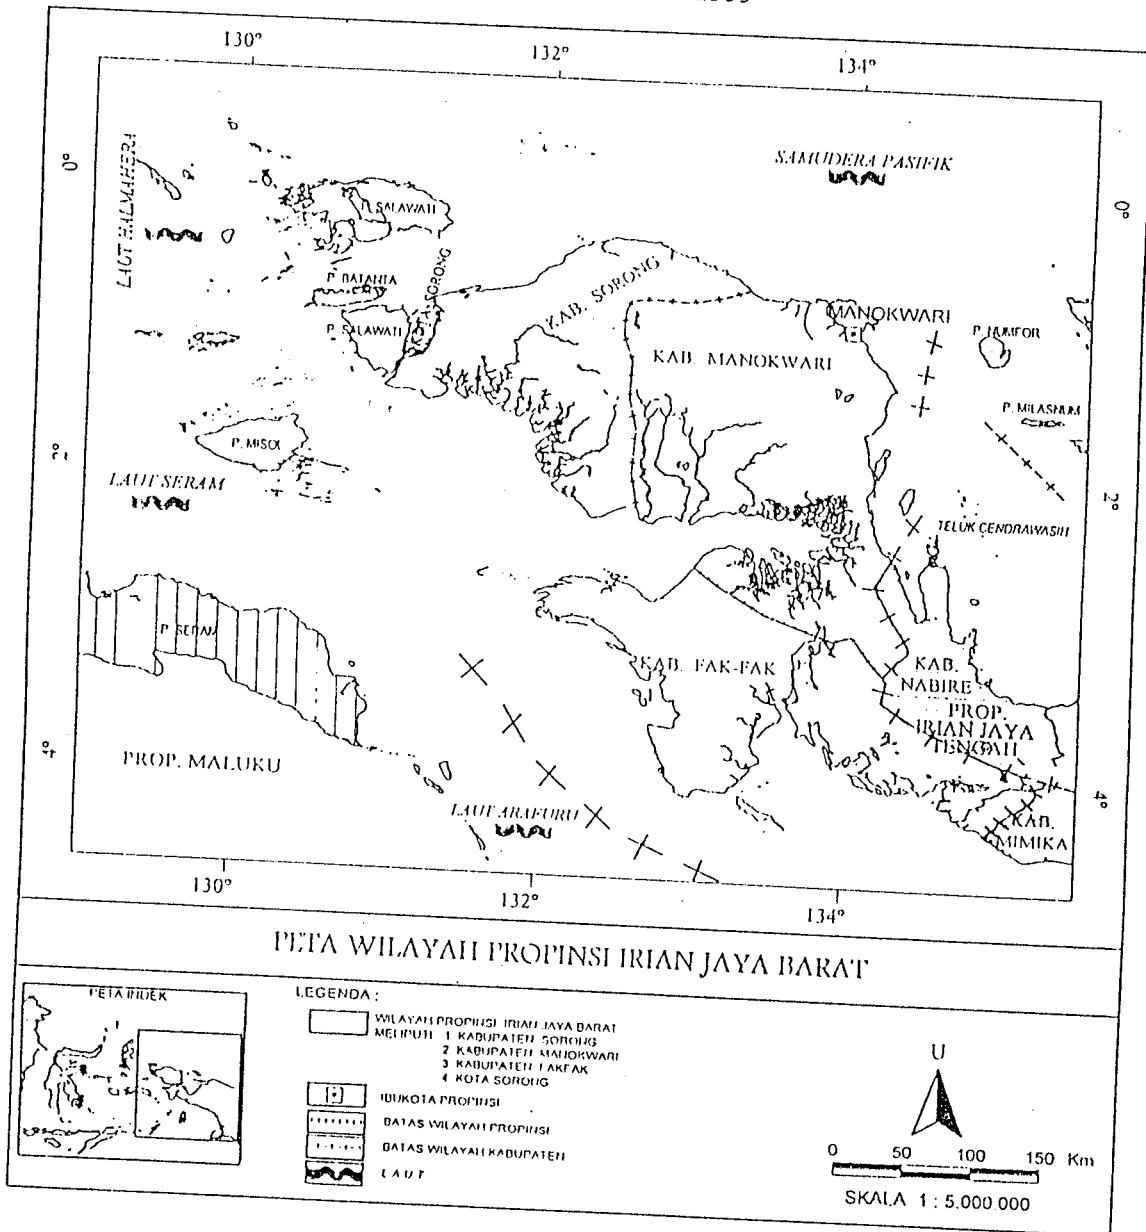 130°
132°
134°
0°
0°
2°
2°
4°
4°
LAUT HALMAHERA
SAMUDERA PASIFIK
P. SALAWATI
P. BATANTA
KOTA SORONG
P. SALAWATI
KAB. SORONG
MANOKWARI
KAB. MANOKWARI
P. NUMFOR
P. MILASNUM
P. MISOL
LAUT SERAM
TELUK CENDRAWASIH
P. SERAM
KAB. FAK-FAK
KAB.
NABIRE
PROP.
IRIAN JAYA
TENGAH
PROP. MALUKU
LAUT ARAFURU
KAB.
MIMIKA
130°
132°
134°
PETA WILAYAH PROPINSI IRIAN JAYA BARAT
PETA INDEK
LEGENDA :
WILAYAH PROPINSI IRIAN JAYA BARAT
MELIPUTI 1 KABUPATEN SORONG
2 KABUPATEN MANOKWARI
3 KABUPATEN FAKFAK
4 KOTA SORONG
IBUKOTA PROPINSI
BATAS WILAYAH PROPINSI
BATAS WILAYAH KABUPATEN
LAUT
U
0 50 100 150 Km
SKALA 1 : 5.000.000